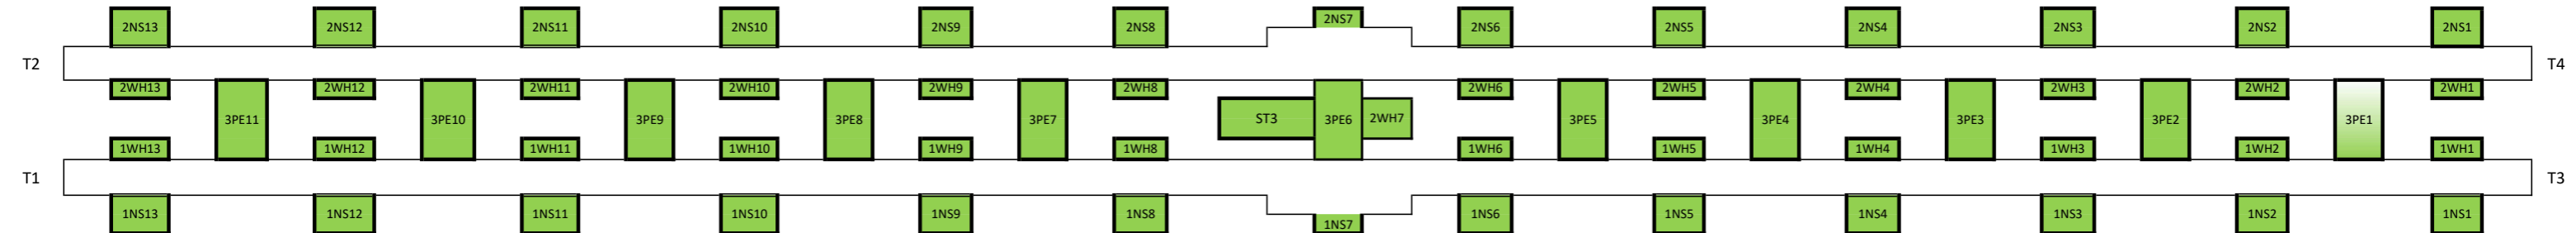 2NS13 2NS12 2NS11 2NS10 2NS9 2NS8 2NS7 2NS6 2NS5 2NS4 2NS3 2NS2 2NS1
T2 T4
2WH13 2WH12 2WH11 2WH10 2WH9 2WH8 2WH6 2WH5 2WH4 2WH3 2WH2 2WH1
3PE11 3PE10 3PE9 3PE8 3PE7 ST3 3PE6 2WH7 3PE5 3PE4 3PE3 3PE2 3PE1
1WH13 1WH12 1WH11 1WH10 1WH9 1WH8 1WH6 1WH5 1WH4 1WH3 1WH2 1WH1
T1 T3
1NS13 1NS12 1NS11 1NS10 1NS9 1NS8 1NS7 1NS6 1NS5 1NS4 1NS3 1NS2 1NS1